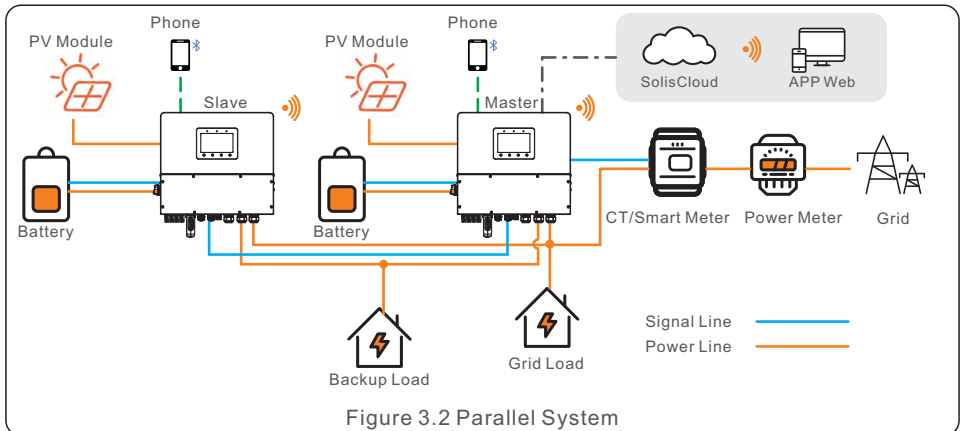 Phone
Phone
PV Module
PV Module
SolisCloud
APP Web
Slave
Master
Battery
Battery
CT/Smart Meter
Power Meter
Grid
Signal Line
Power Line
Grid Load
Backup Load
Figure 3.2 Parallel System